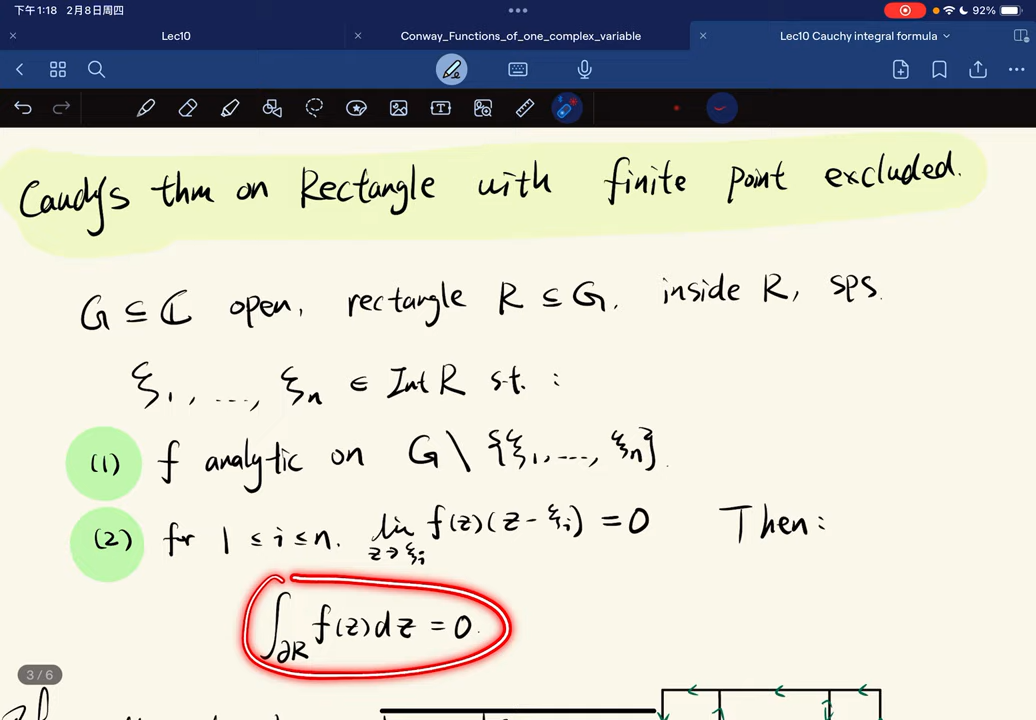 下午1:18 2月8日周四
92%
Lec10
Conway_Functions_of_one_complex_variable
Lec10 Cauchy integral formula
Caudy's thm on Rectangle with finite point excluded.
G ⊆ ℂ open, rectangle R ⊆ G. inside R, sps.
ξ₁, ..., ξₙ ∈ Int R s.t. :
(1) f analytic on G \ {ξ₁, ..., ξₙ}.
(2) for 1 ≤ i ≤ n. lim_{z→ξᵢ} f(z)(z - ξᵢ) = 0 Then:
∫_{∂R} f(z)dz = 0.
3 / 6